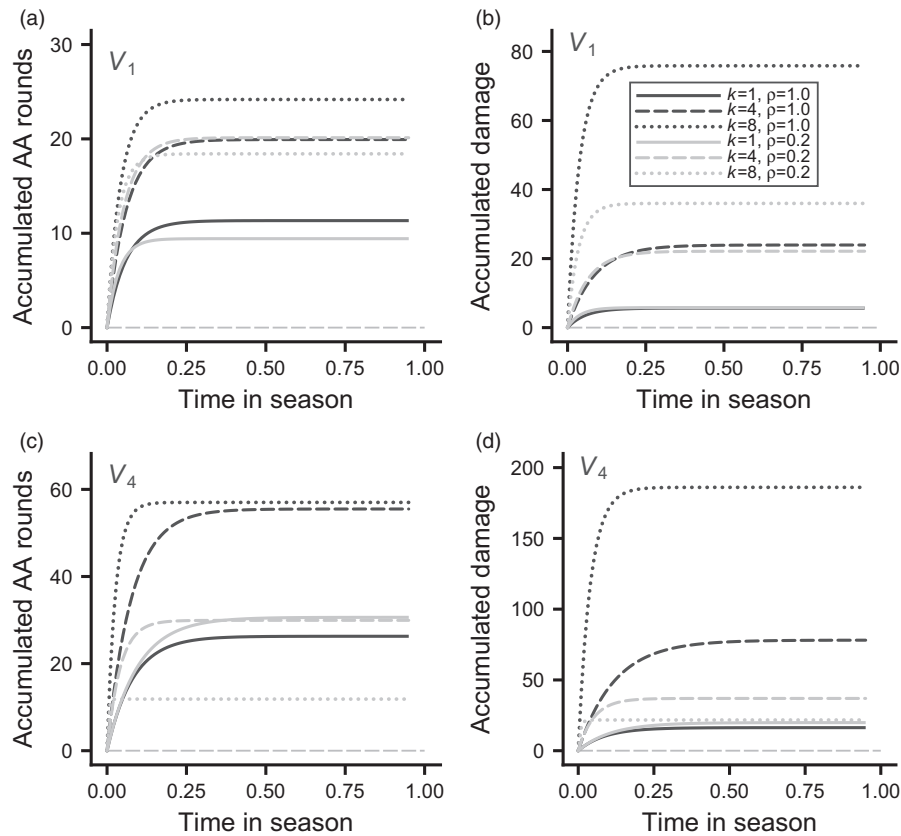 (a)
V1
Accumulated AA rounds
30
20
10
0
0.00 0.25 0.50 0.75 1.00
Time in season
(b)
V1
Accumulated damage
80
60
40
20
0
k=1, ρ=1.0
k=4, ρ=1.0
k=8, ρ=1.0
k=1, ρ=0.2
k=4, ρ=0.2
k=8, ρ=0.2
0.00 0.25 0.50 0.75 1.00
Time in season
(c)
V4
Accumulated AA rounds
60
40
20
0
0.00 0.25 0.50 0.75 1.00
Time in season
(d)
V4
Accumulated damage
200
150
100
50
0
0.00 0.25 0.50 0.75 1.00
Time in season